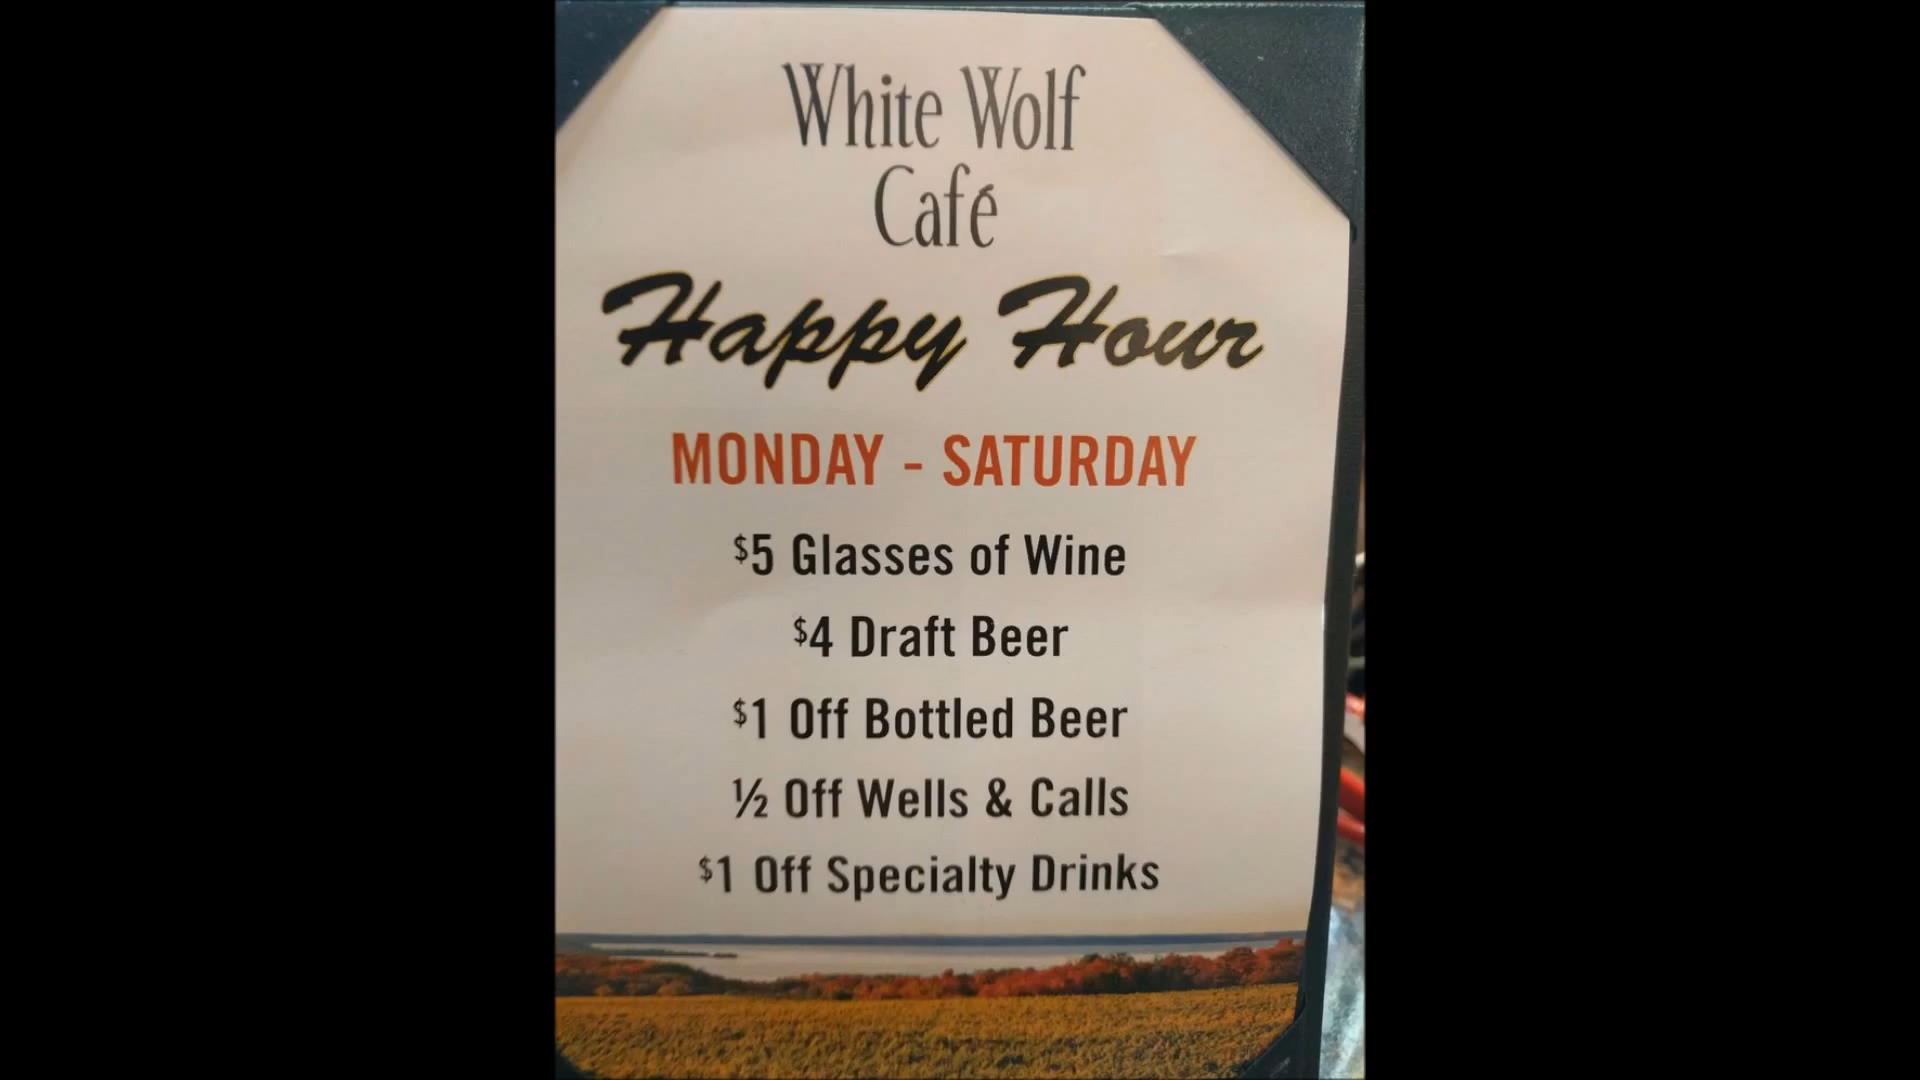 White Wolf
Café
Happy Hour
MONDAY - SATURDAY
$5 Glasses of Wine
$4 Draft Beer
$1 Off Bottled Beer
½ Off Wells & Calls
$1 Off Specialty Drinks